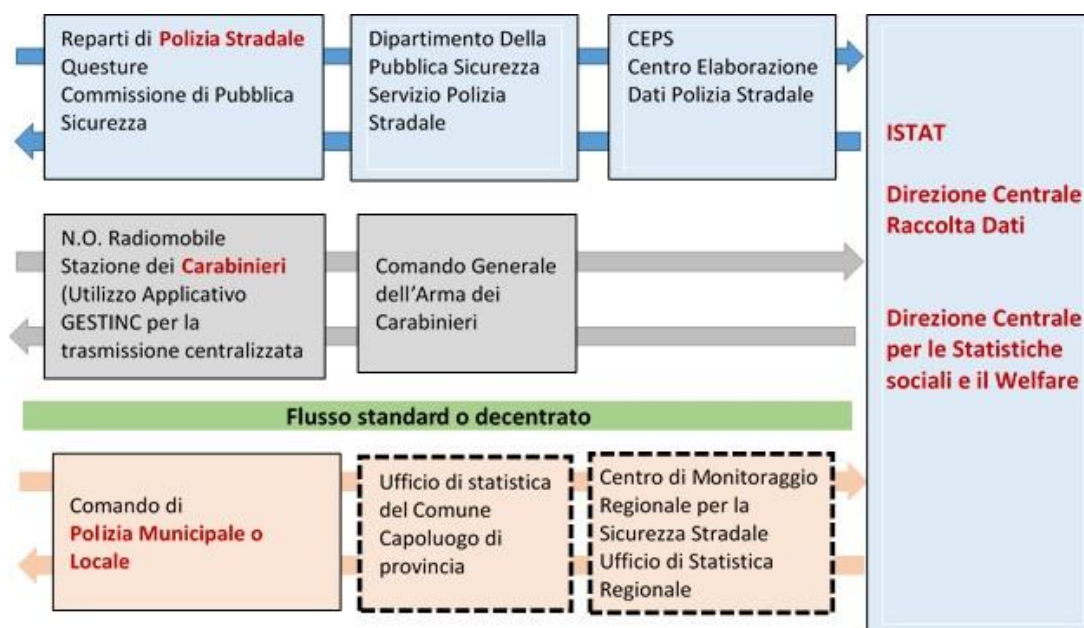 Reparti di Polizia Stradale
Questure
Commissione di Pubblica
Sicurezza
Dipartimento Della
Pubblica Sicurezza
Servizio Polizia
Stradale
CEPS
Centro Elaborazione
Dati Polizia Stradale
ISTAT
Direzione Centrale
Raccolta Dati
Direzione Centrale
per le Statistiche
sociali e il Welfare
N.O. Radiomobile
Stazione dei Carabinieri
(Utilizzo Applicativo
GESTINC per la
trasmissione centralizzata
Comando Generale
dell'Arma dei
Carabinieri
Flusso standard o decentrato
Comando di
Polizia Municipale o
Locale
Ufficio di statistica
del Comune
Capoluogo di
provincia
Centro di Monitoraggio
Regionale per la
Sicurezza Stradale
Ufficio di Statistica
Regionale